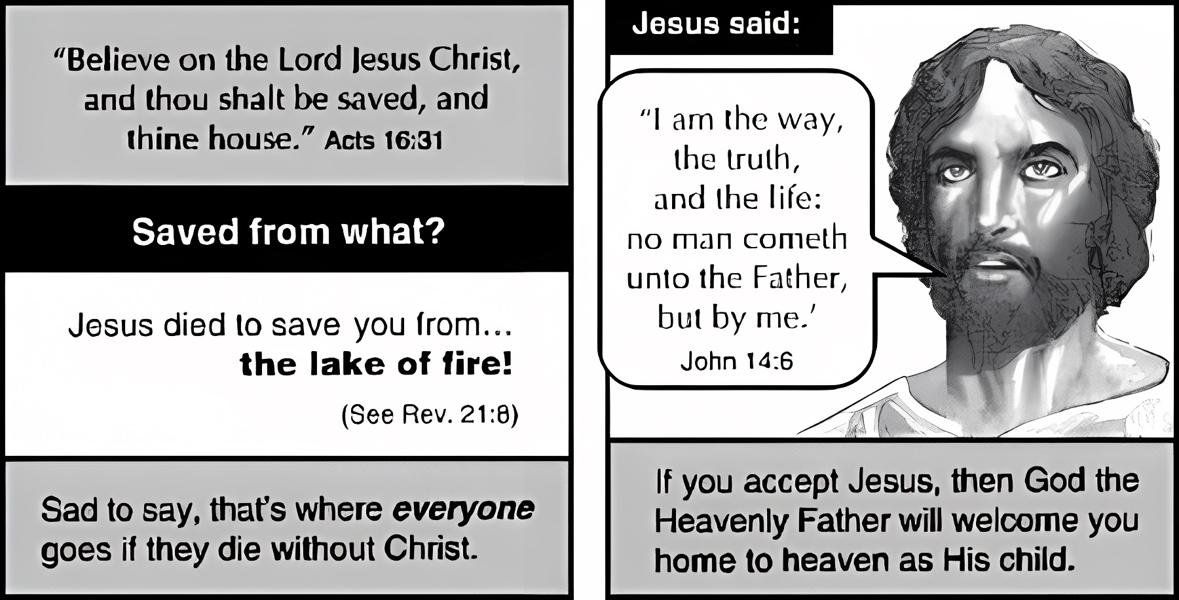 “Believe on the Lord Jesus Christ,
and thou shalt be saved, and
thine house.” Acts 16:31
Saved from what?
Jesus died to save you from...
the lake of fire!
(See Rev. 21:8)
Sad to say, that’s where everyone
goes if they die without Christ.
Jesus said:
“I am the way,
the truth,
and the life:
no man cometh
unto the Father,
but by me.’
John 14:6
If you accept Jesus, then God the
Heavenly Father will welcome you
home to heaven as His child.